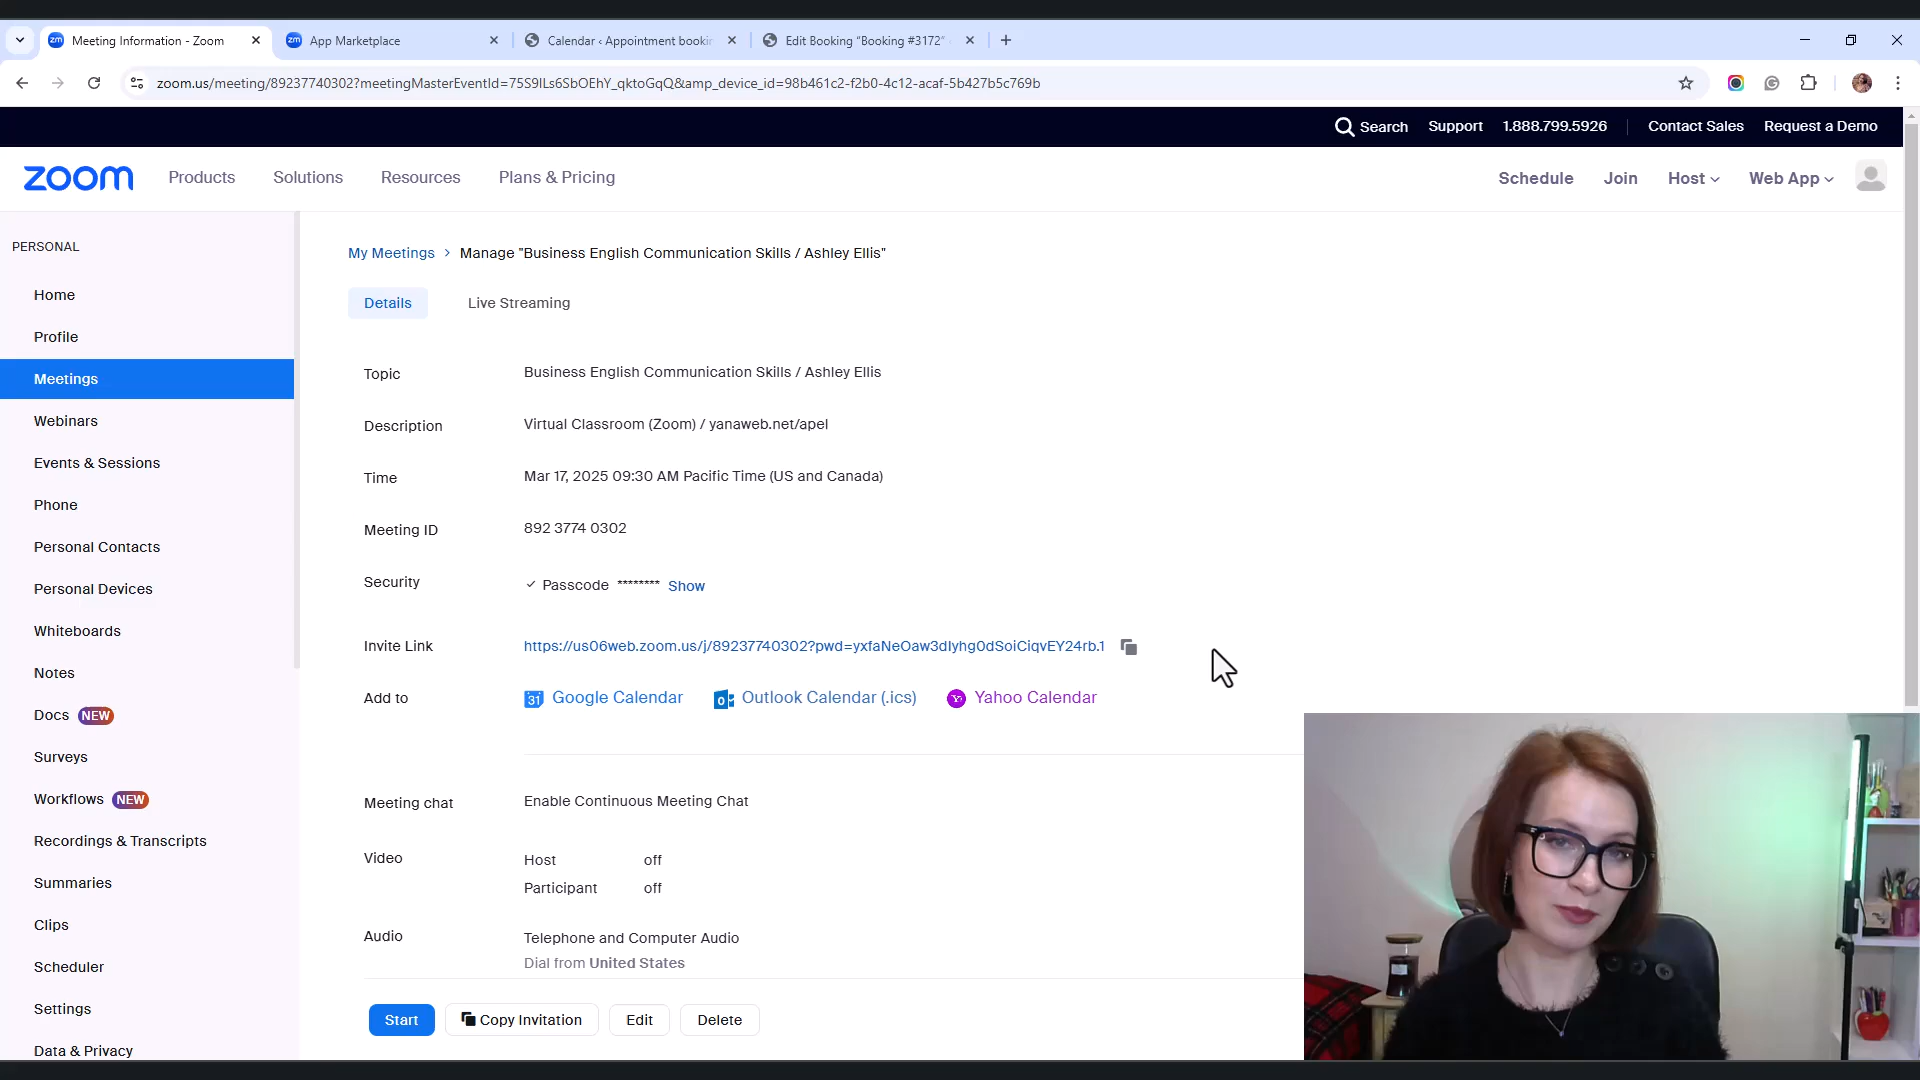 Meeting Information - Zoom
App Marketplace
Calendar ‹ Appointment bookin
Edit Booking “Booking #3172”
zoom.us/meeting/89237740302?meetingMasterEventId=75S9ILs6SbOEhY_qktoGqQ&amp_device_id=98b461c2-f2b0-4c12-acaf-5b427b5c769b
Search Support 1.888.799.5926 Contact Sales Request a Demo
zoom Products Solutions Resources Plans & Pricing Schedule Join Host Web App
PERSONAL
Home
Profile
Meetings
Webinars
Events & Sessions
Phone
Personal Contacts
Personal Devices
Whiteboards
Notes
Docs NEW
Surveys
Workflows NEW
Recordings & Transcripts
Summaries
Clips
Scheduler
Settings
Data & Privacy
My Meetings > Manage "Business English Communication Skills / Ashley Ellis"
Details Live Streaming
Topic Business English Communication Skills / Ashley Ellis
Description Virtual Classroom (Zoom) / yanaweb.net/apel
Time Mar 17, 2025 09:30 AM Pacific Time (US and Canada)
Meeting ID 892 3774 0302
Security ✓ Passcode ******** Show
Invite Link https://us06web.zoom.us/j/89237740302?pwd=yxfaNeOaw3dIyhg0dSoiCiqvEY24rb.1
Add to 31 Google Calendar Outlook Calendar (.ics) Yahoo Calendar
Meeting chat Enable Continuous Meeting Chat
Video Host off
Participant off
Audio Telephone and Computer Audio
Dial from United States
Start Copy Invitation Edit Delete